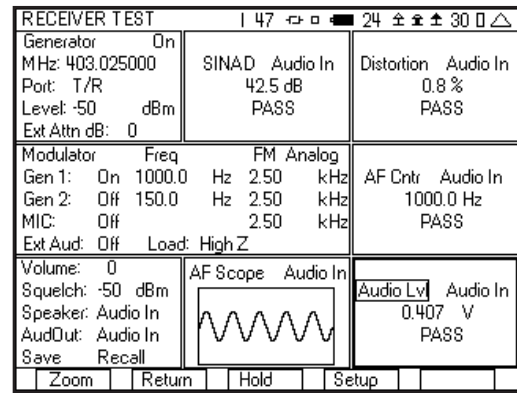 RECEIVER TEST 47 24 30
Generator On
MHz: 403.025000
Port: T/R
Level: -50 dBm
Ext Attn dB: 0
SINAD Audio In
42.5 dB
PASS
Distortion Audio In
0.8 %
PASS
Modulator Freq FM Analog
Gen 1: On 1000.0 Hz 2.50 kHz
Gen 2: Off 150.0 Hz 2.50 kHz
MIC: Off 2.50 kHz
Ext Aud: Off Load: High Z
AF Cntr Audio In
1000.0 Hz
PASS
Volume: 0
Squelch: -50 dBm
Speaker: Audio In
AudOut: Audio In
Save Recall
AF Scope Audio In
Audio Lvl Audio In
0.407 V
PASS
Zoom Return Hold Setup